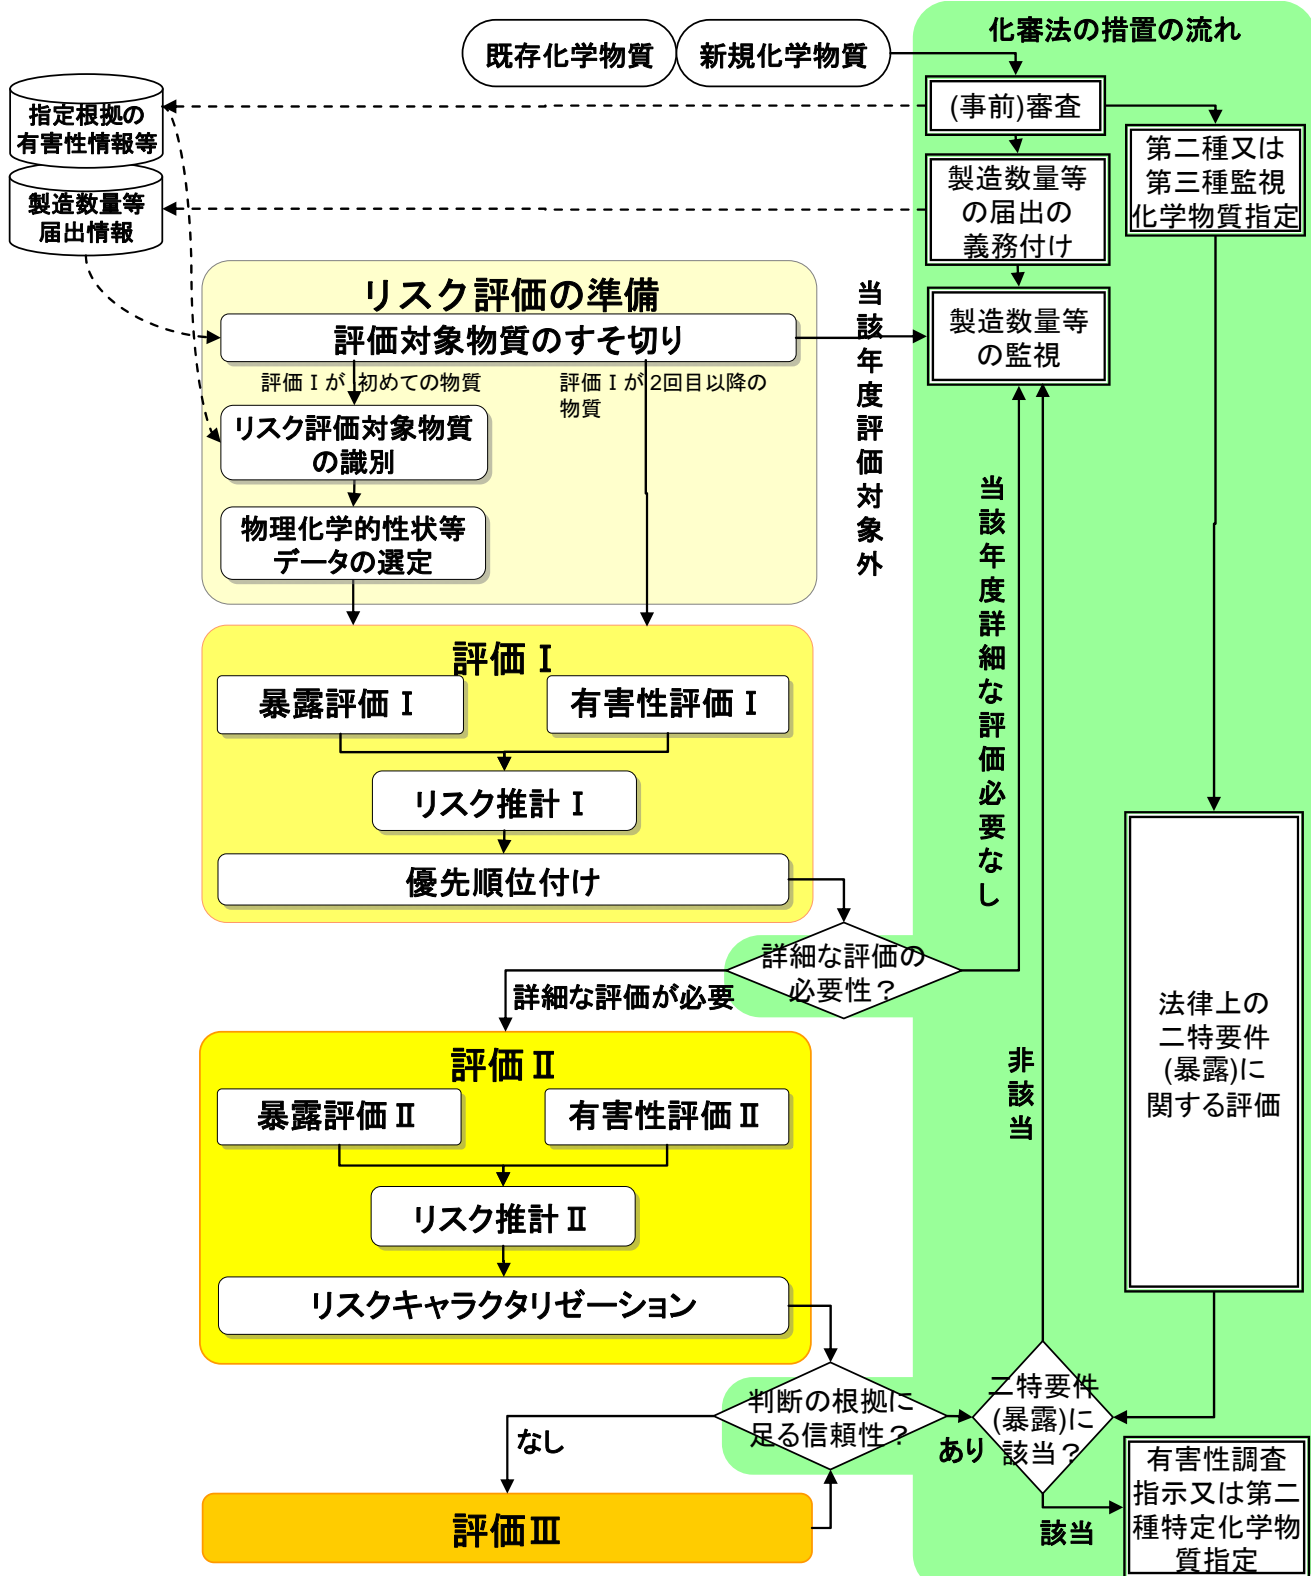 化審法の措置の流れ
既存化学物質
新規化学物質
(事前)審査
指定根拠の
有害性情報等
製造数量等
届出情報
製造数量等
の届出の
義務付け
第二種又は
第三種監視
化学物質指定
製造数量等
の監視
リスク評価の準備
評価対象物質のすそ切り
評価Ⅰが 初めての物質
評価Ⅰが2回目以降の
物質
リスク評価対象物質
の識別
物理化学的性状等
データの選定
当該年度評価対象外
当該年度詳細な評価必要なし
評価Ⅰ
暴露評価Ⅰ
有害性評価Ⅰ
リスク推計Ⅰ
優先順位付け
詳細な評価の
必要性？
詳細な評価が必要
評価Ⅱ
暴露評価Ⅱ
有害性評価Ⅱ
リスク推計Ⅱ
リスクキャラクタリゼーション
非該当
法律上の
二特要件
(暴露)に
関する評価
判断の根拠に
足る信頼性？
なし
あり
二特要件
(暴露)に
該当？
該当
有害性調査
指示又は第二
種特定化学物
質指定
評価Ⅲ